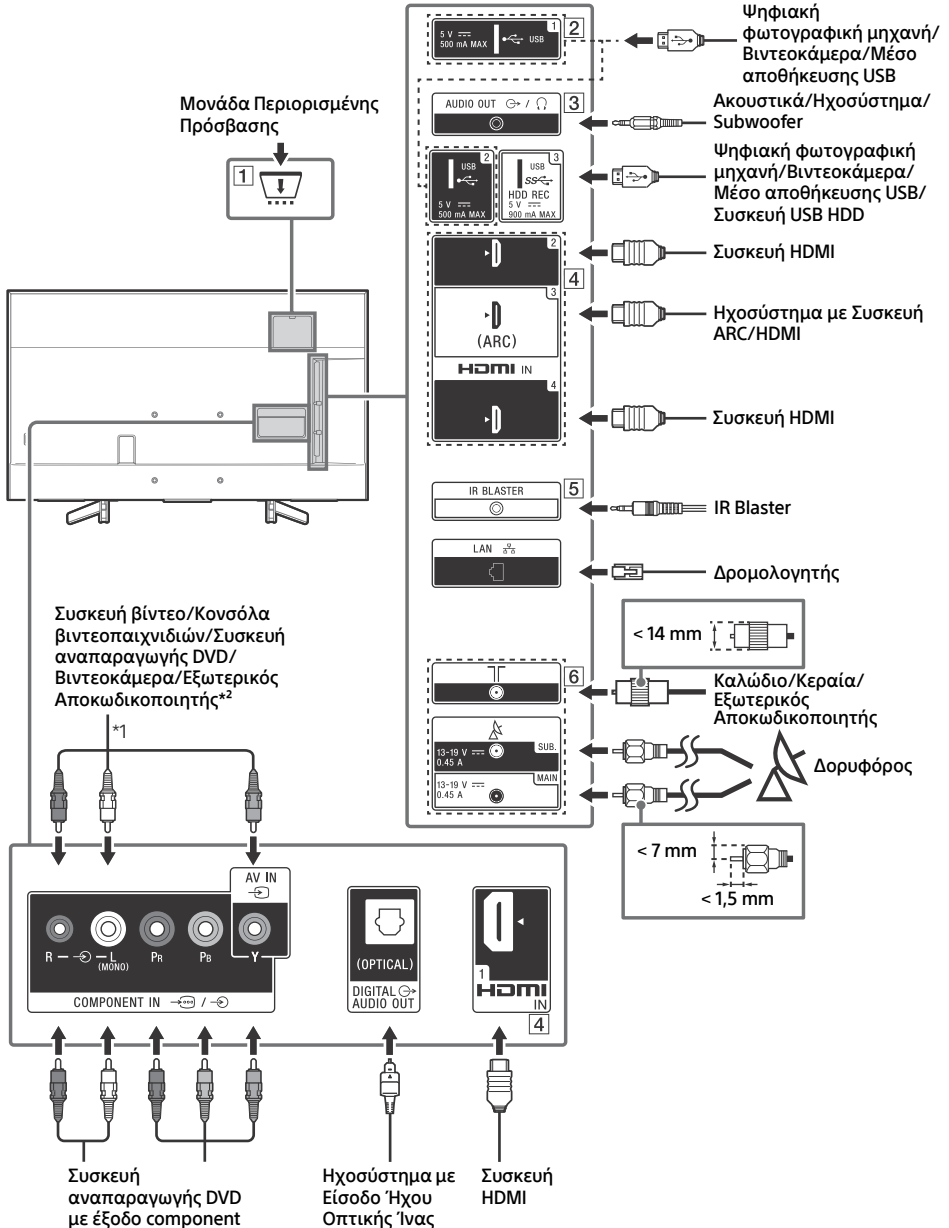 Μονάδα Περιορισμένης
Πρόσβασης
1
5 V
500 mA MAX
USB
1
2
Ψηφιακή
φωτογραφική μηχανή/
Βιντεοκάμερα/Μέσο
αποθήκευσης USB
AUDIO OUT /
3
Ακουστικά/Ηχοσύστημα/
Subwoofer
2
USB
5 V
500 mA MAX
3
USB
SS
HDD REC
5 V
900 mA MAX
Ψηφιακή φωτογραφική
μηχανή/Βιντεοκάμερα/
Μέσο αποθήκευσης USB/
Συσκευή USB HDD
2
4
Συσκευή HDMI
3
(ARC)
HDMI IN
Ηχοσύστημα με Συσκευή
ARC/HDMI
4
Συσκευή HDMI
IR BLASTER
5
IR Blaster
LAN
Δρομολογητής
< 14 mm
6
Καλώδιο/Κεραία/
Εξωτερικός
Αποκωδικοποιητής
13-19 V
0.45 A
SUB.
13-19 V
0.45 A
MAIN
Δορυφόρος
< 7 mm
< 1,5 mm
Συσκευή βίντεο/Κονσόλα
βιντεοπαιχνιδιών/Συσκευή
αναπαραγωγής DVD/
Βιντεοκάμερα/Εξωτερικός
Αποκωδικοποιητής*2
*1
AV IN
R — — L
(MONO)
PR
PB
Y
COMPONENT IN /
(OPTICAL)
DIGITAL
AUDIO OUT
1
HDMI
IN
4
Συσκευή
αναπαραγωγής DVD
με έξοδο component
Ηχοσύστημα με
Είσοδο Ήχου
Οπτικής Ίνας
Συσκευή
HDMI